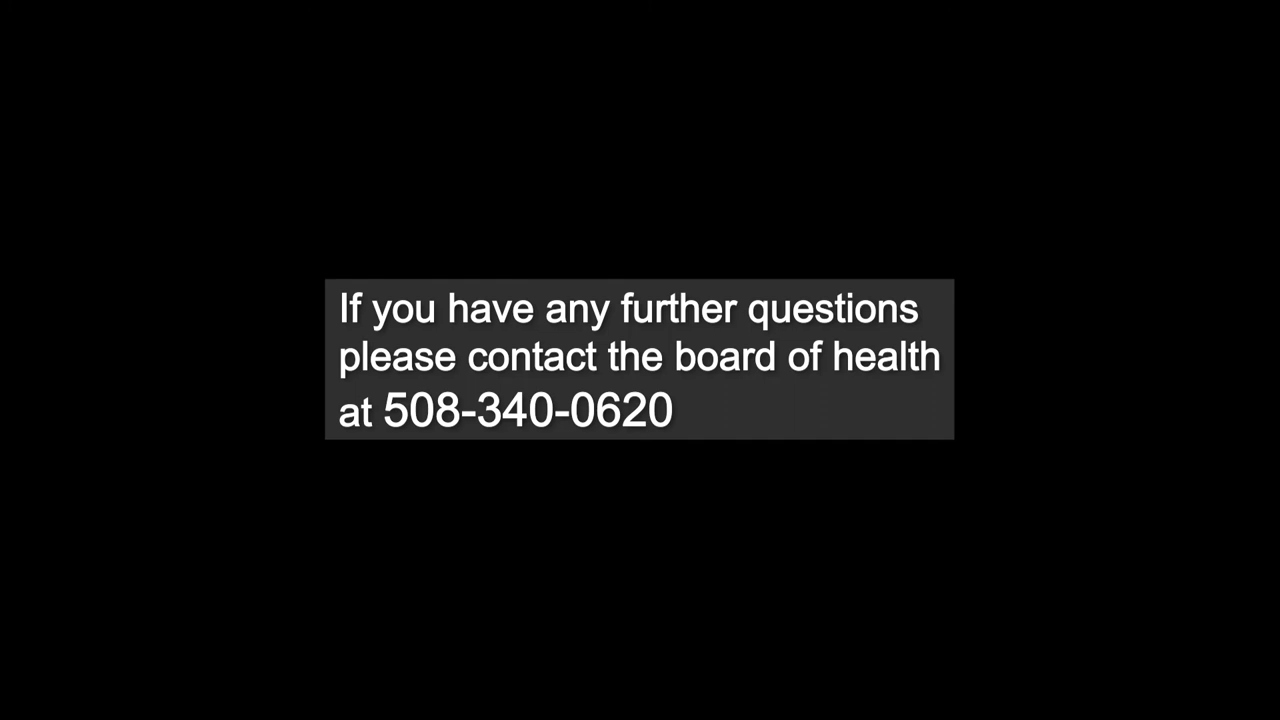 If you have any further questions
please contact the board of health
at 508-340-0620